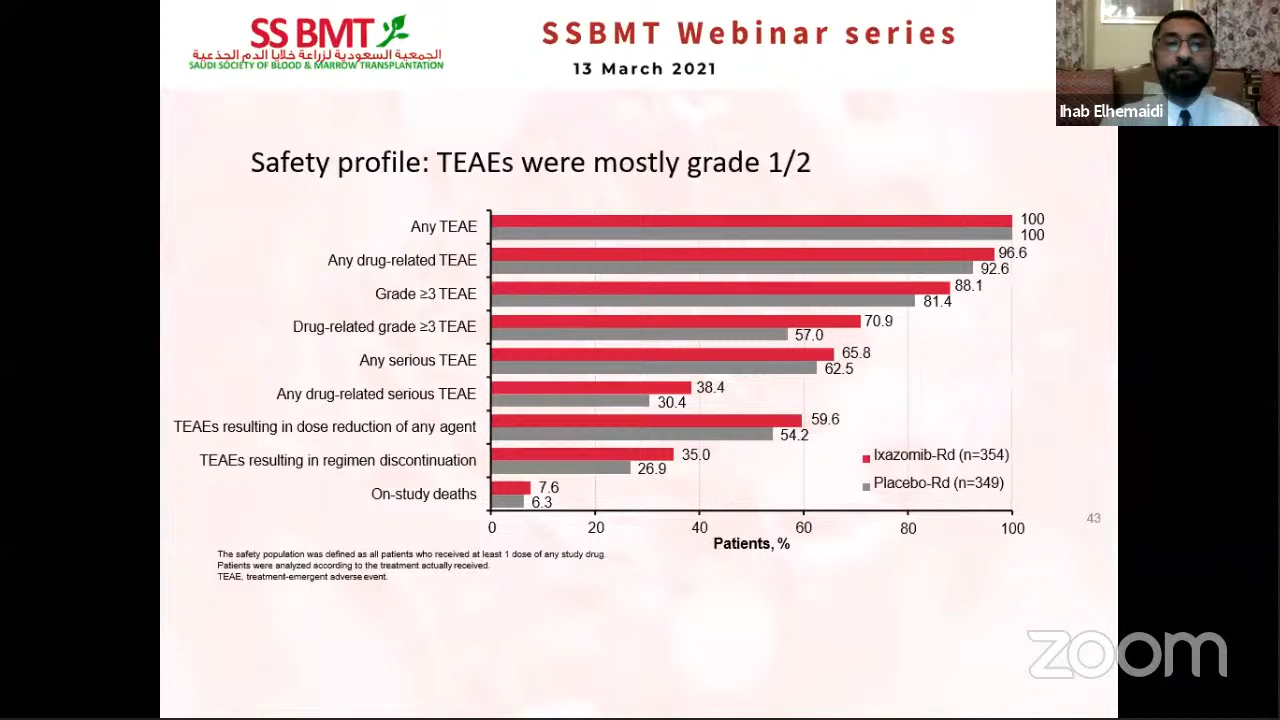 SSBMT
الجمعية السعودية لزراعة خلايا الدم الجذعية
SAUDI SOCIETY OF BLOOD & MARROW TRANSPLANTATION
SSBMT Webinar series
13 March 2021
Ihab Elhemaidi
Safety profile: TEAEs were mostly grade 1/2
Any TEAE
100
100
Any drug-related TEAE
96.6
92.6
Grade ≥3 TEAE
88.1
81.4
Drug-related grade ≥3 TEAE
70.9
57.0
Any serious TEAE
65.8
62.5
Any drug-related serious TEAE
38.4
30.4
TEAEs resulting in dose reduction of any agent
59.6
54.2
TEAEs resulting in regimen discontinuation
35.0
26.9
On-study deaths
7.6
6.3
Ixazomib-Rd (n=354)
Placebo-Rd (n=349)
0 20 40 60 80 100
Patients, %
43
The safety population was defined as all patients who received at least 1 dose of any study drug.
Patients were analyzed according to the treatment actually received.
TEAE, treatment-emergent adverse event.
zoom